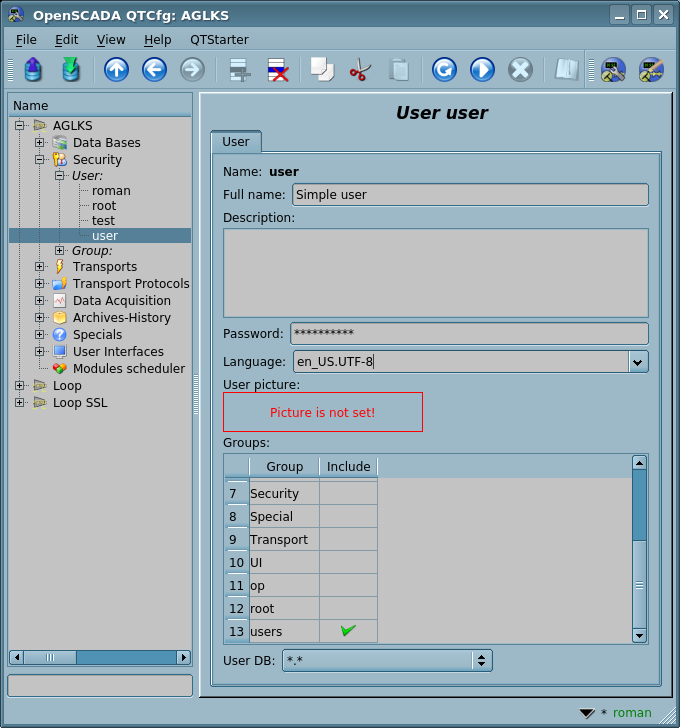 OpenSCADA QTCfg: AGLKS
File Edit View Help QTStarter
Name
AGLKS
Data Bases
Security
User:
roman
root
test
user
Group:
Transports
Transport Protocols
Data Acquisition
Archives-History
Specials
User Interfaces
Modules scheduler
Loop
Loop SSL
User user
User
Name: user
Full name: Simple user
Description:
Password: **********
Language: en_US.UTF-8
User picture:
Picture is not set!
Groups:
Group Include
7 Security
8 Special
9 Transport
10 UI
11 op
12 root
13 users
User DB: *.*
* roman